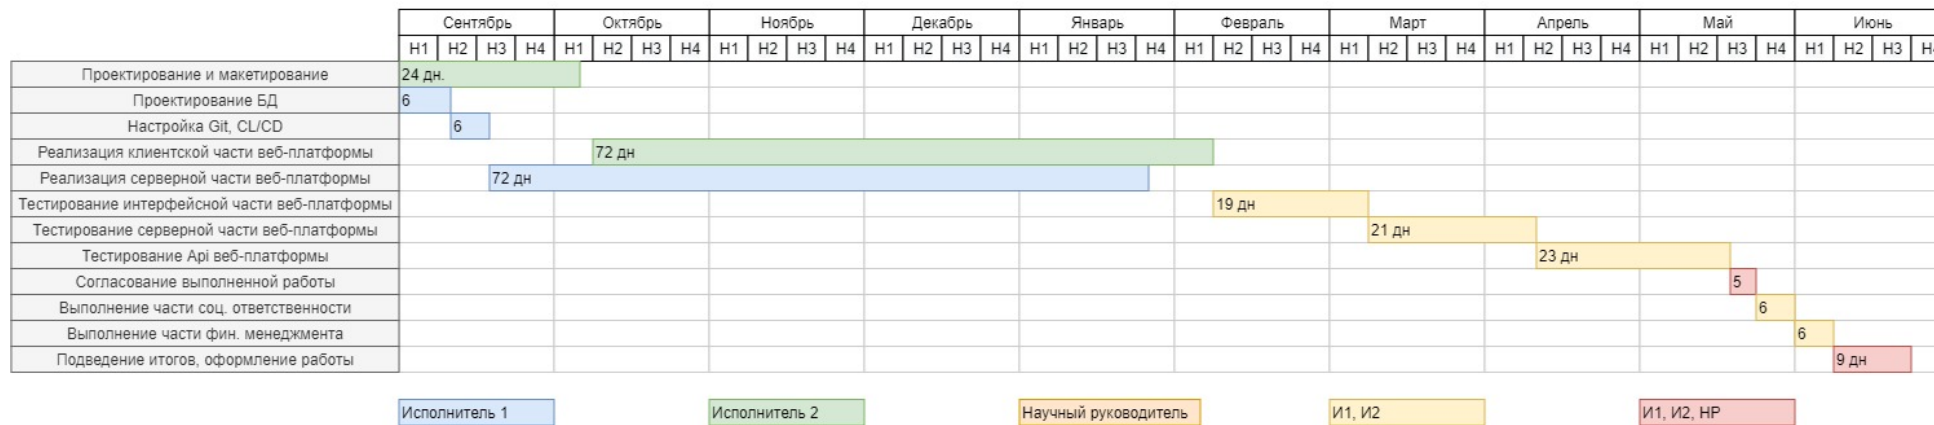 Сентябрь Октябрь Ноябрь Декабрь Январь Февраль Март Апрель Май Июнь
Н1 Н2 Н3 Н4 Н1 Н2 Н3 Н4 Н1 Н2 Н3 Н4 Н1 Н2 Н3 Н4 Н1 Н2 Н3 Н4 Н1 Н2 Н3 Н4 Н1 Н2 Н3 Н4 Н1 Н2 Н3 Н4 Н1 Н2 Н3 Н4 Н1 Н2 Н3 Н4
Проектирование и макетирование 24 дн.
Проектирование БД 6
Настройка Git, CL/CD 6
Реализация клиентской части веб-платформы 72 дн
Реализация серверной части веб-платформы 72 дн
Тестирование интерфейсной части веб-платформы 19 дн
Тестирование серверной части веб-платформы 21 дн
Тестирование Api веб-платформы 23 дн
Согласование выполненной работы 5
Выполнение части соц. ответственности 6
Выполнение части фин. менеджмента 6
Подведение итогов, оформление работы 9 дн
Исполнитель 1 Исполнитель 2 Научный руководитель И1, И2 И1, И2, НР